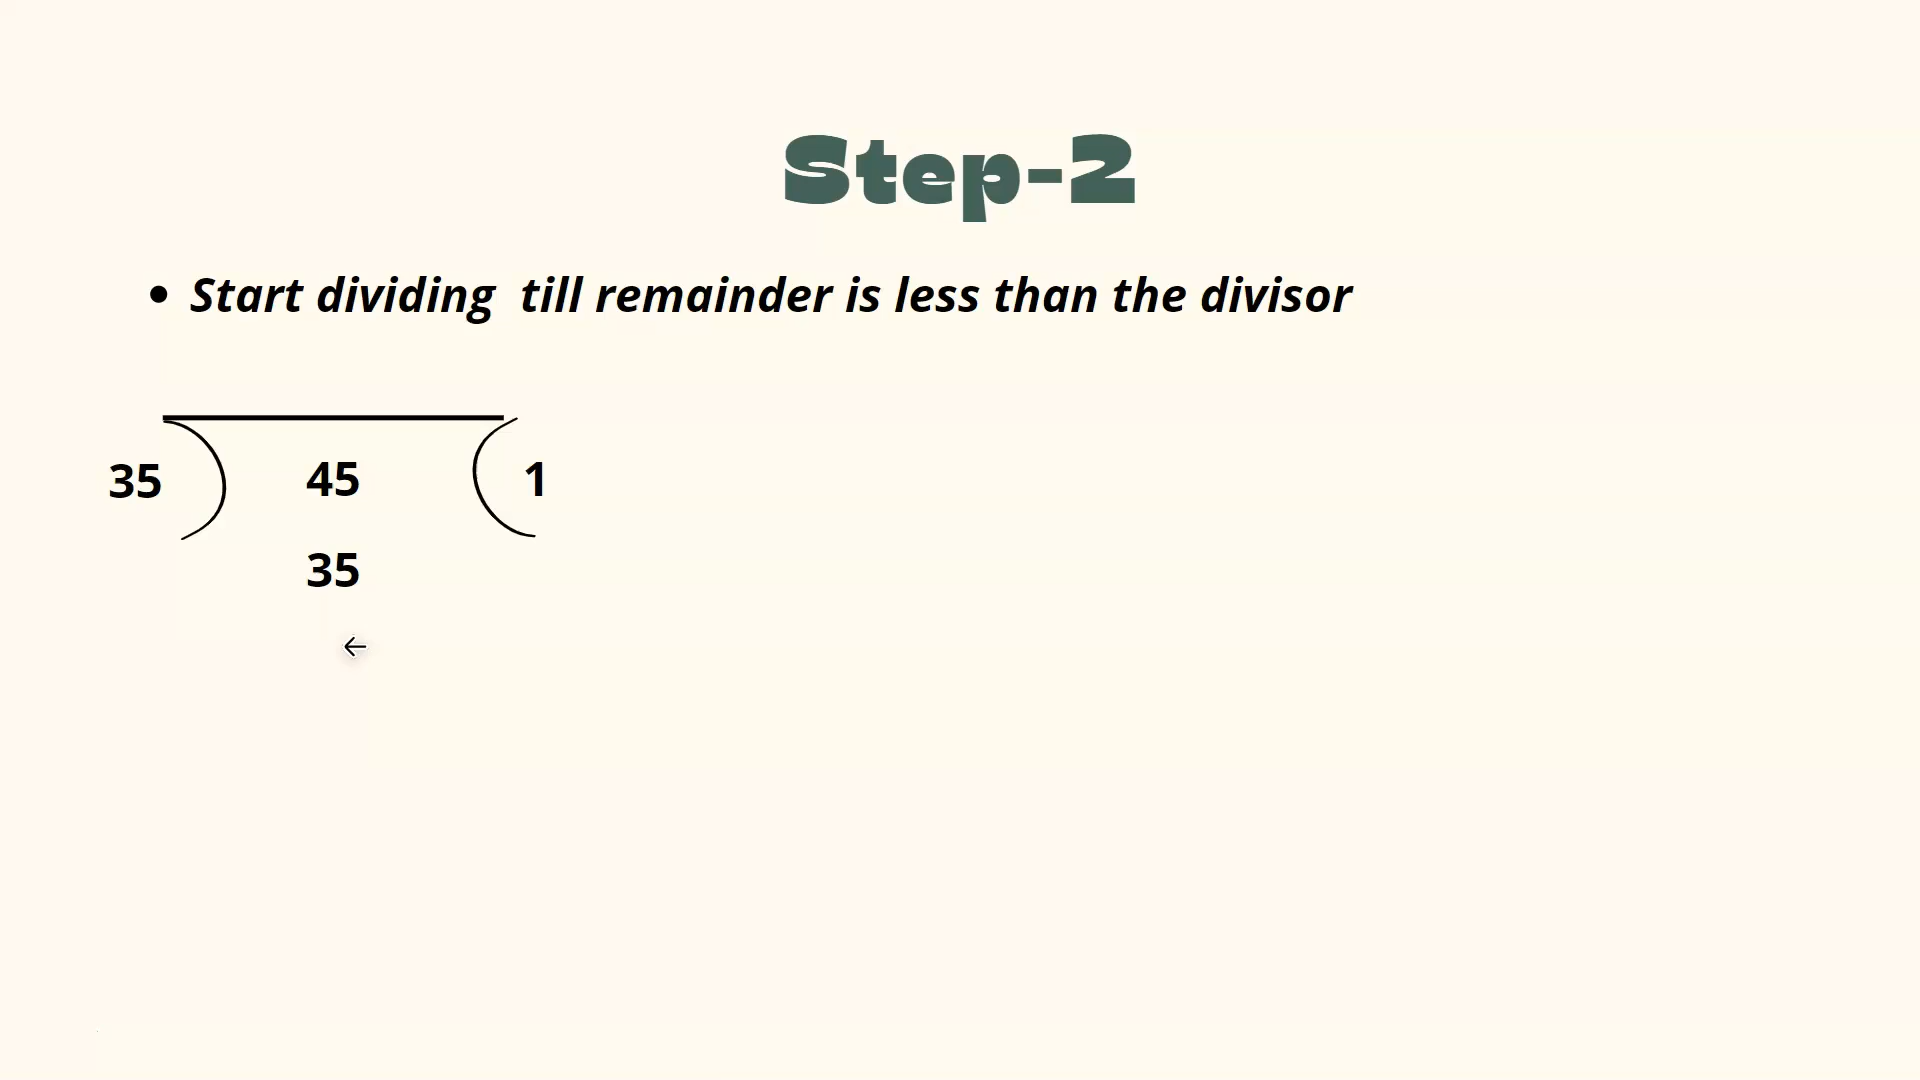 Step-2
• Start dividing till remainder is less than the divisor
35 45 1
35